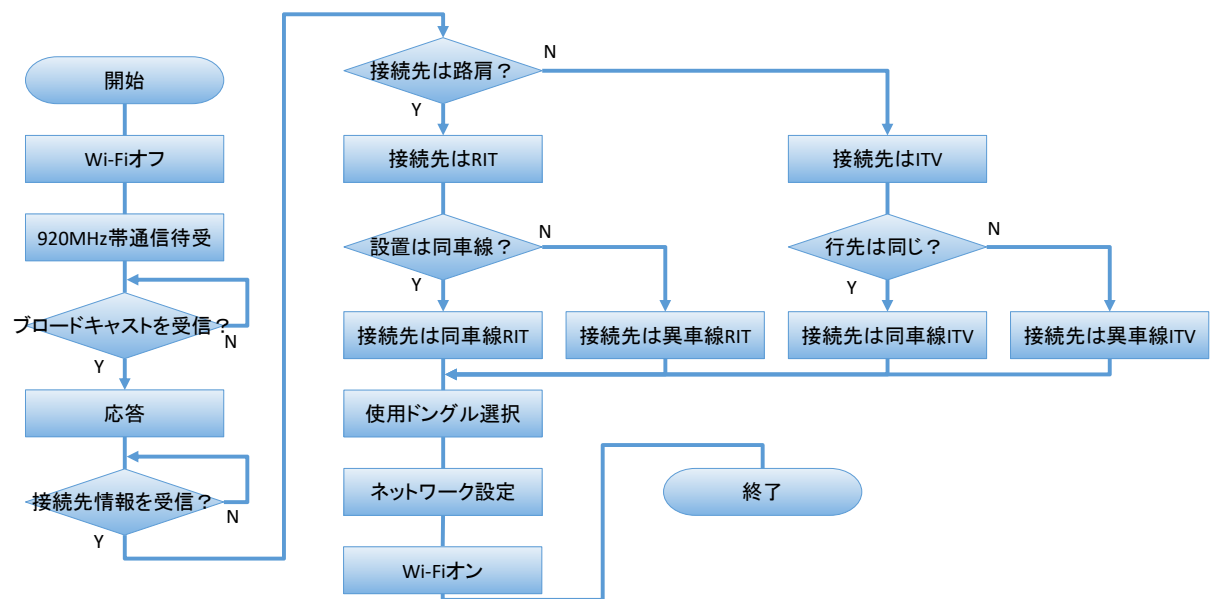 開始
Wi-Fiオフ
920MHz帯通信待受
ブロードキャストを受信？
N
Y
応答
接続先情報を受信？
N
Y
接続先は路肩？
N
Y
接続先はRIT
接続先はITV
設置は同車線？
N
Y
行先は同じ？
N
Y
接続先は同車線RIT
接続先は異車線RIT
接続先は同車線ITV
接続先は異車線ITV
使用ドングル選択
ネットワーク設定
終了
Wi-Fiオン